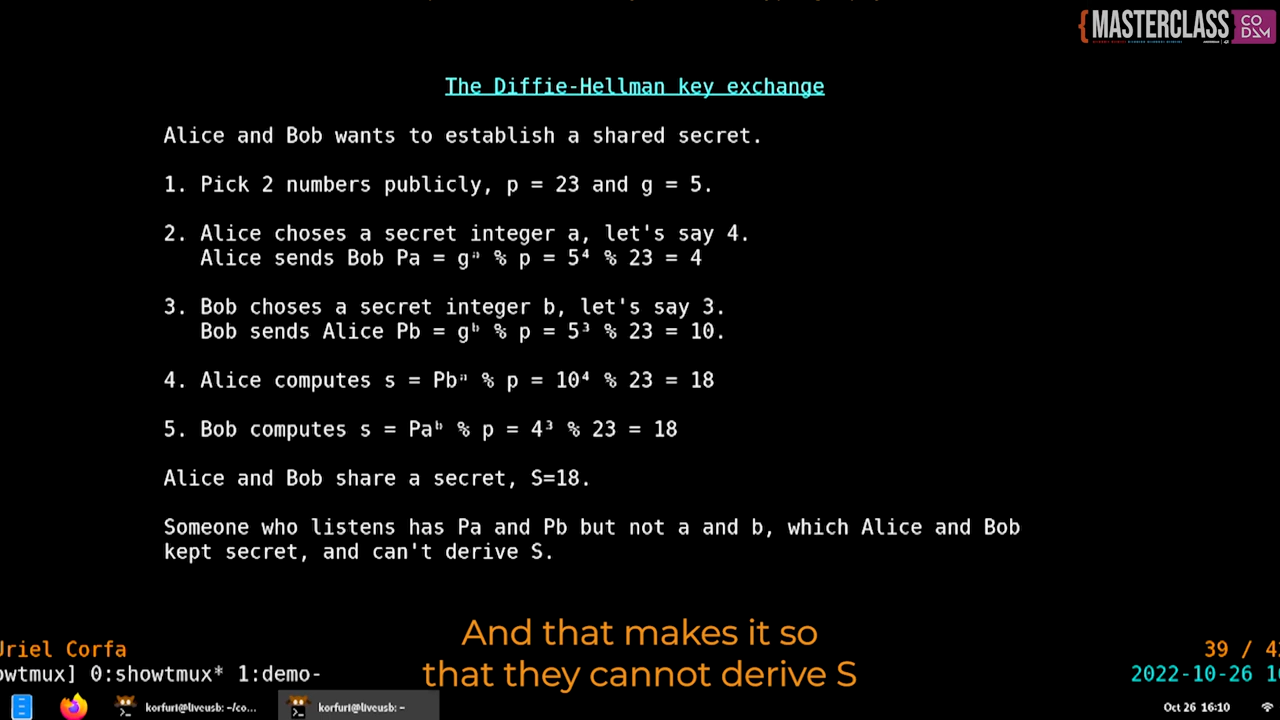 { MASTERCLASS
CODSM
The Diffie-Hellman key exchange
Alice and Bob wants to establish a shared secret.
1. Pick 2 numbers publicly, p = 23 and g = 5.
2. Alice choses a secret integer a, let's say 4.
Alice sends Bob Pa = gᵃ % p = 5⁴ % 23 = 4
3. Bob choses a secret integer b, let's say 3.
Bob sends Alice Pb = gᵇ % p = 5³ % 23 = 10.
4. Alice computes s = Pbᵃ % p = 10⁴ % 23 = 18
5. Bob computes s = Paᵇ % p = 4³ % 23 = 18
Alice and Bob share a secret, S=18.
Someone who listens has Pa and Pb but not a and b, which Alice and Bob
kept secret, and can't derive S.
And that makes it so
that they cannot derive S
Uriel Corfa
39 / 4
owtmux] 0:showtmux* 1:demo-
2022-10-26 1
korfuri@liveusb: ~/co...
korfuri@liveusb: ~
Oct 26 16:10